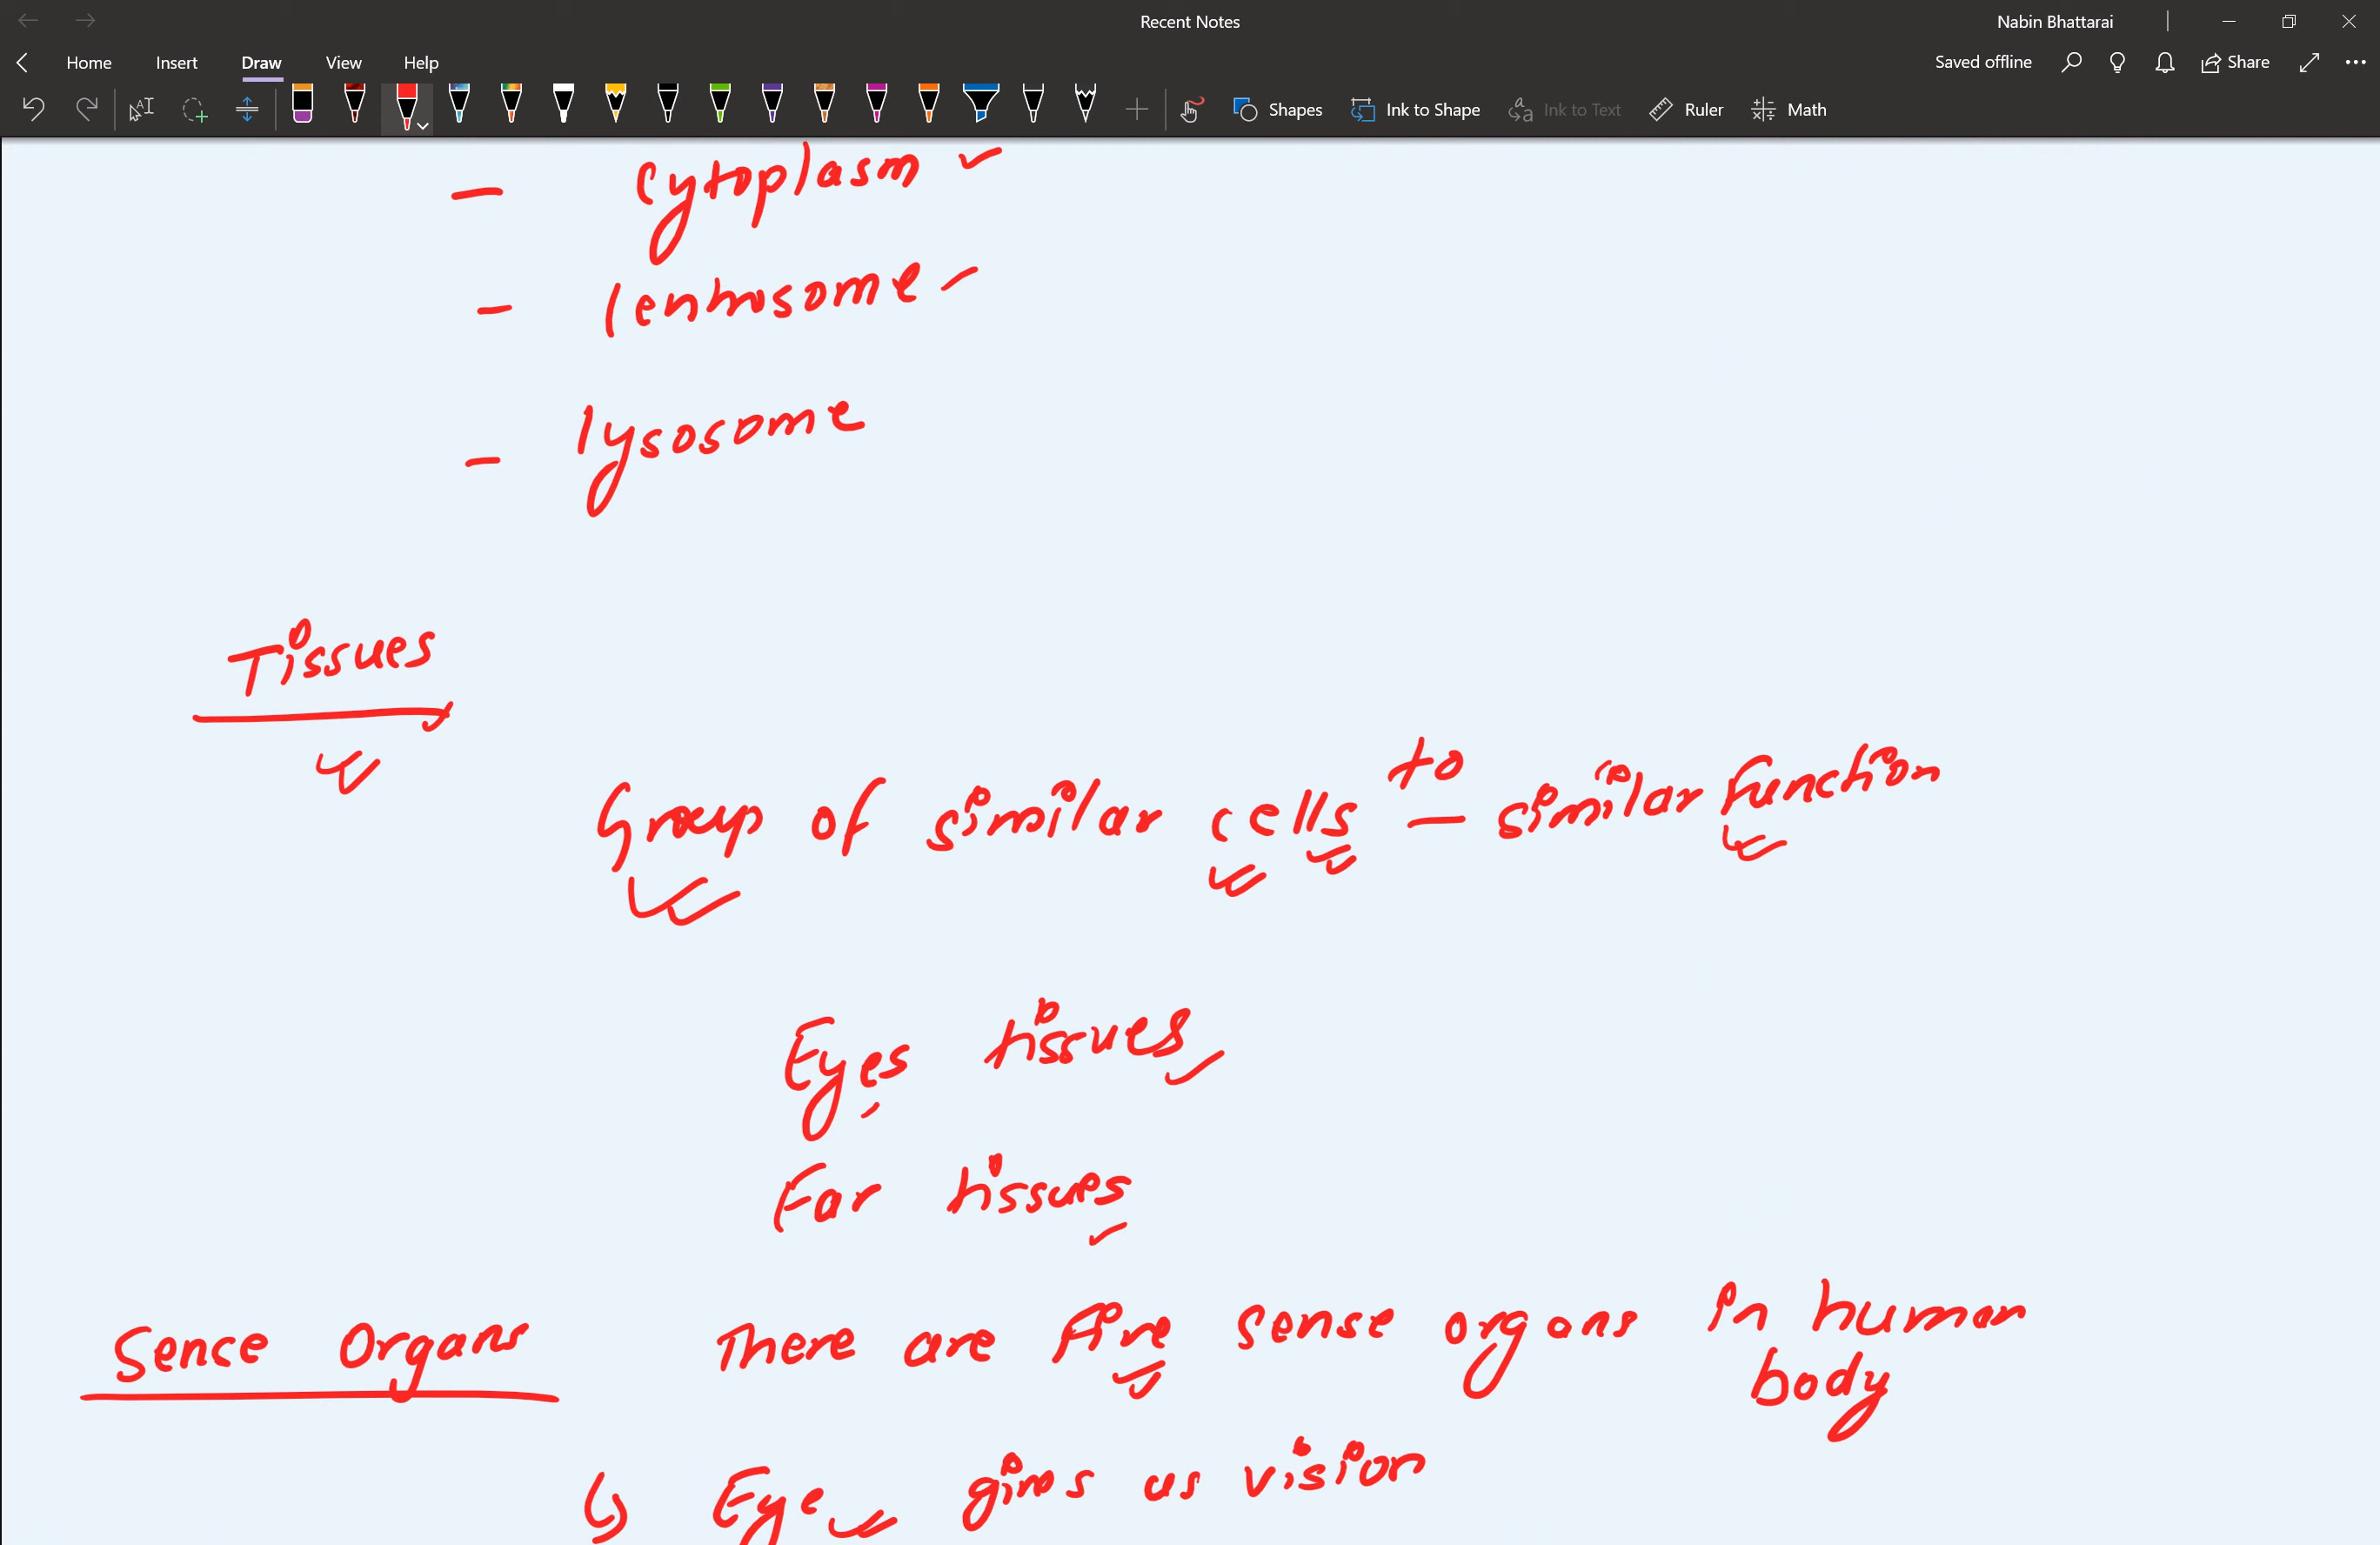 Recent Notes
Nabin Bhattarai
Home Insert Draw View Help
Saved offline
Share
Shapes
Ink to Shape
Ink to Text
Ruler
Math
- Cytoplasm
-
- lysosome
Tissues
Group of similar cells to - similar function
Eyes tissues
Ear tissues
Sence Organs There are five sense organs in human
body
↳ Eye gives us vision